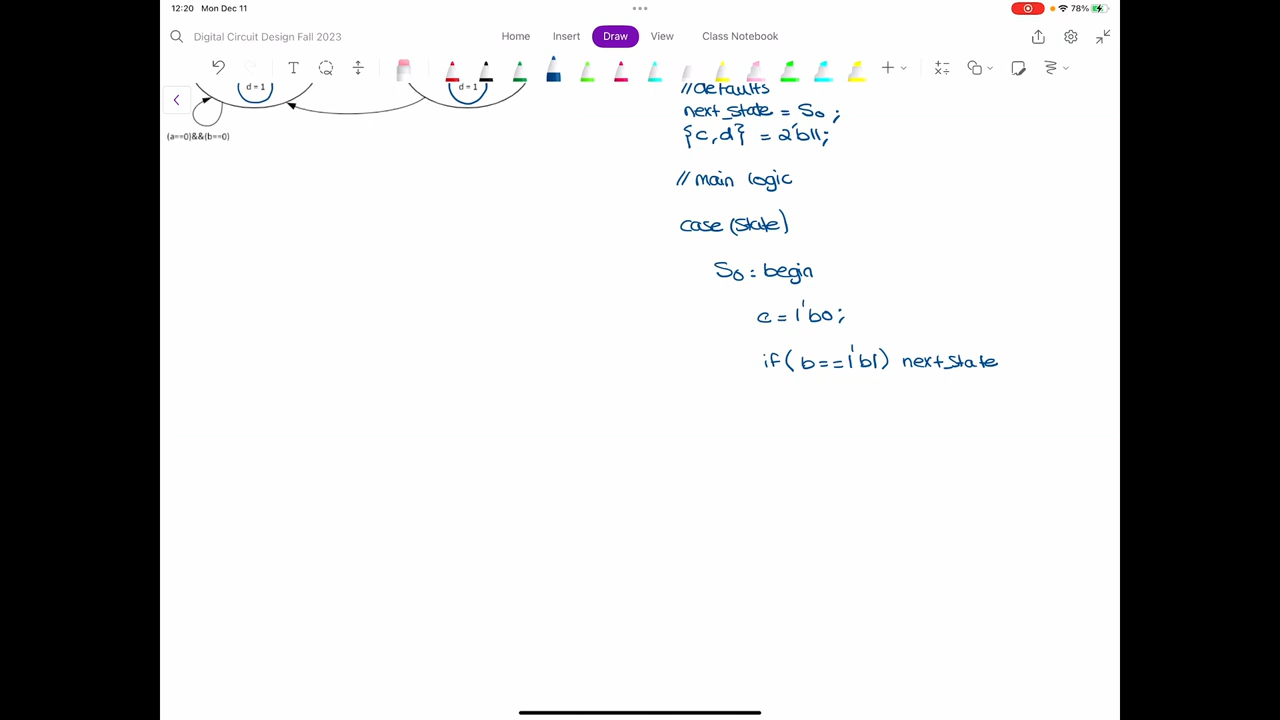 12:20 Mon Dec 11
78%
Digital Circuit Design Fall 2023
Home Insert Draw View Class Notebook
d = 1
d = 1
(a==0)&&(b==0)
//defaults
next_state = S0 ;
{c,d} = 2'b11;
//main logic
case (state)
S0 : begin
c = 1'b0;
if( b==1'b1) next_state